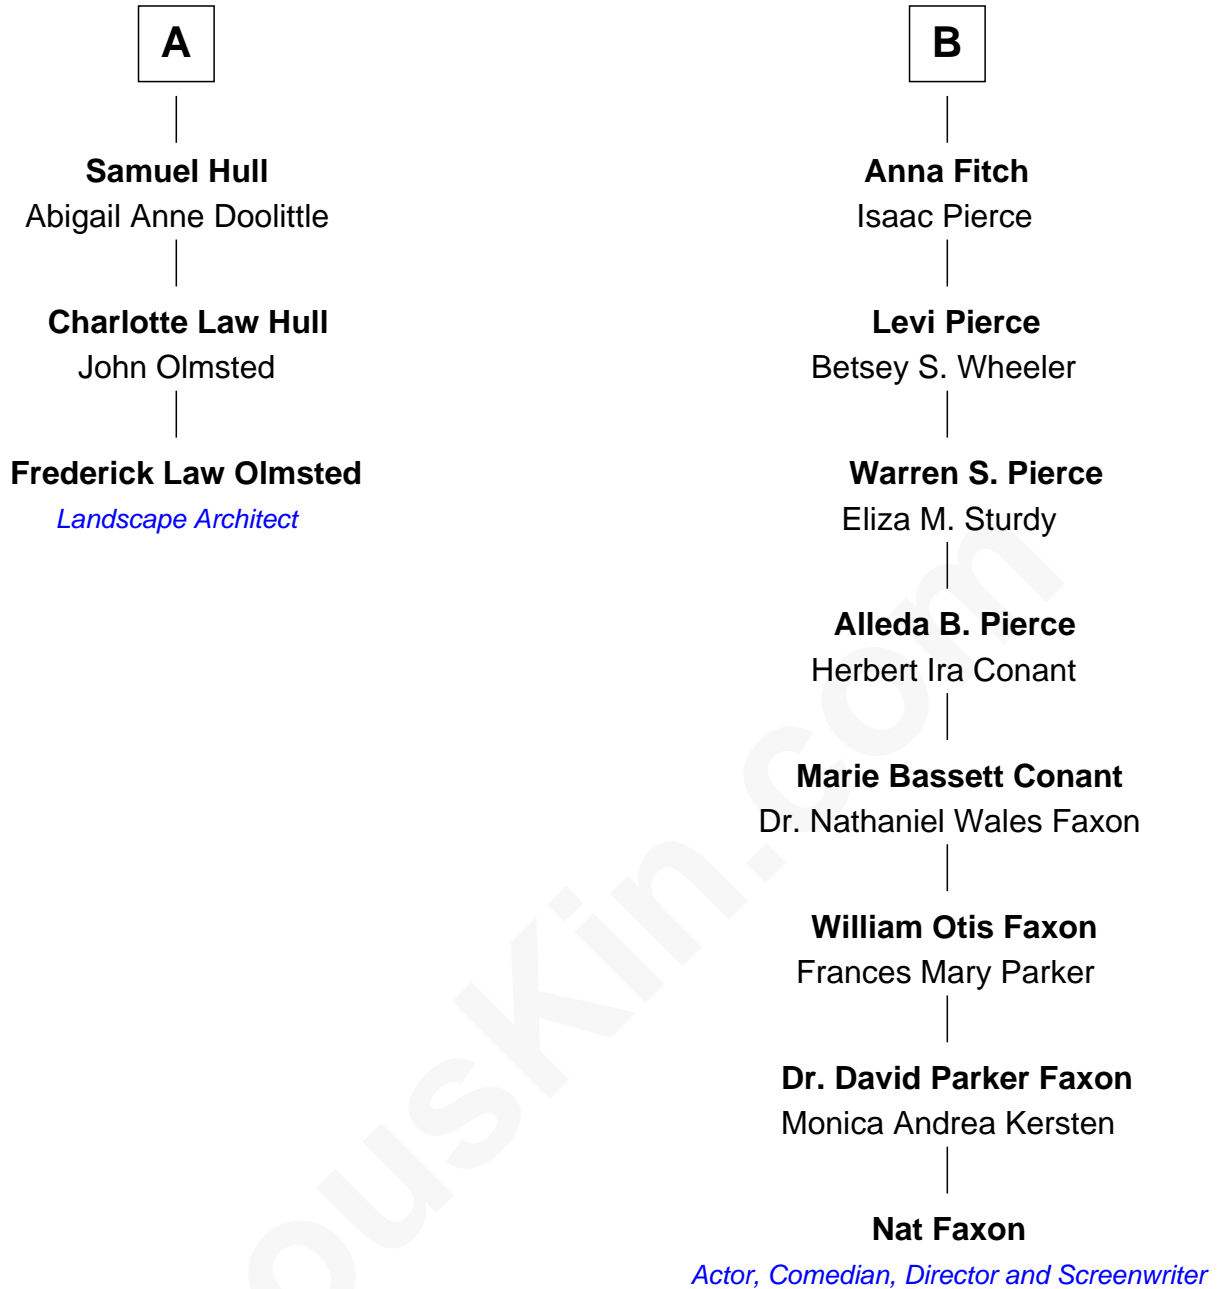 A
Samuel Hull
Abigail Anne Doolittle
Charlotte Law Hull
John Olmsted
Frederick Law Olmsted
Landscape Architect
B
Anna Fitch
Isaac Pierce
Levi Pierce
Betsey S. Wheeler
Warren S. Pierce
Eliza M. Sturdy
Alleda B. Pierce
Herbert Ira Conant
Marie Bassett Conant
Dr. Nathaniel Wales Faxon
William Otis Faxon
Frances Mary Parker
Dr. David Parker Faxon
Monica Andrea Kersten
Nat Faxon
Actor, Comedian, Director and Screenwriter
ousKin.com